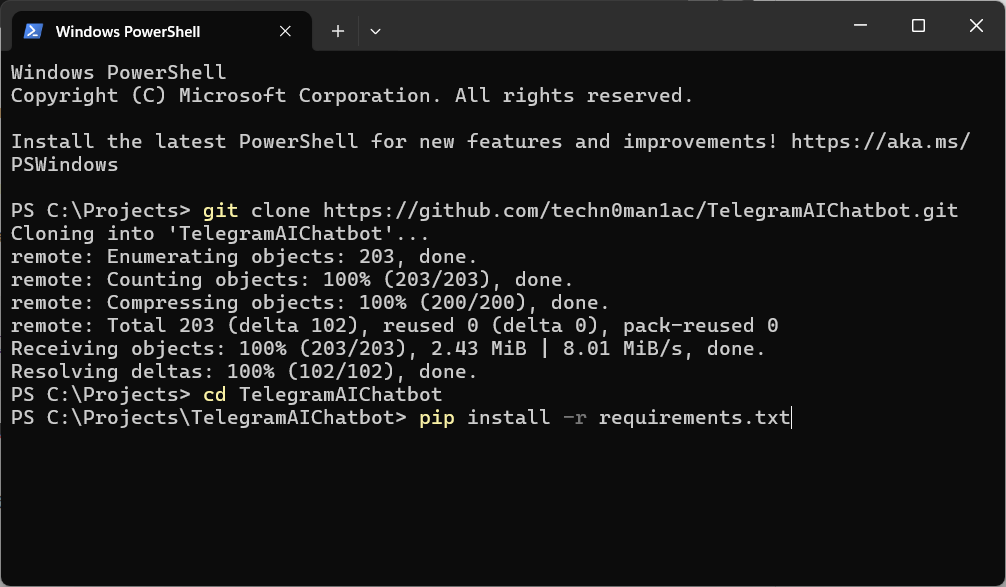 Windows PowerShell
Windows PowerShell
Copyright (C) Microsoft Corporation. All rights reserved.
Install the latest PowerShell for new features and improvements! https://aka.ms/
PSWindows
PS C:\Projects> git clone https://github.com/techn0man1ac/TelegramAIChatbot.git
Cloning into 'TelegramAIChatbot'...
remote: Enumerating objects: 203, done.
remote: Counting objects: 100% (203/203), done.
remote: Compressing objects: 100% (200/200), done.
remote: Total 203 (delta 102), reused 0 (delta 0), pack-reused 0
Receiving objects: 100% (203/203), 2.43 MiB | 8.01 MiB/s, done.
Resolving deltas: 100% (102/102), done.
PS C:\Projects> cd TelegramAIChatbot
PS C:\Projects\TelegramAIChatbot> pip install -r requirements.txt